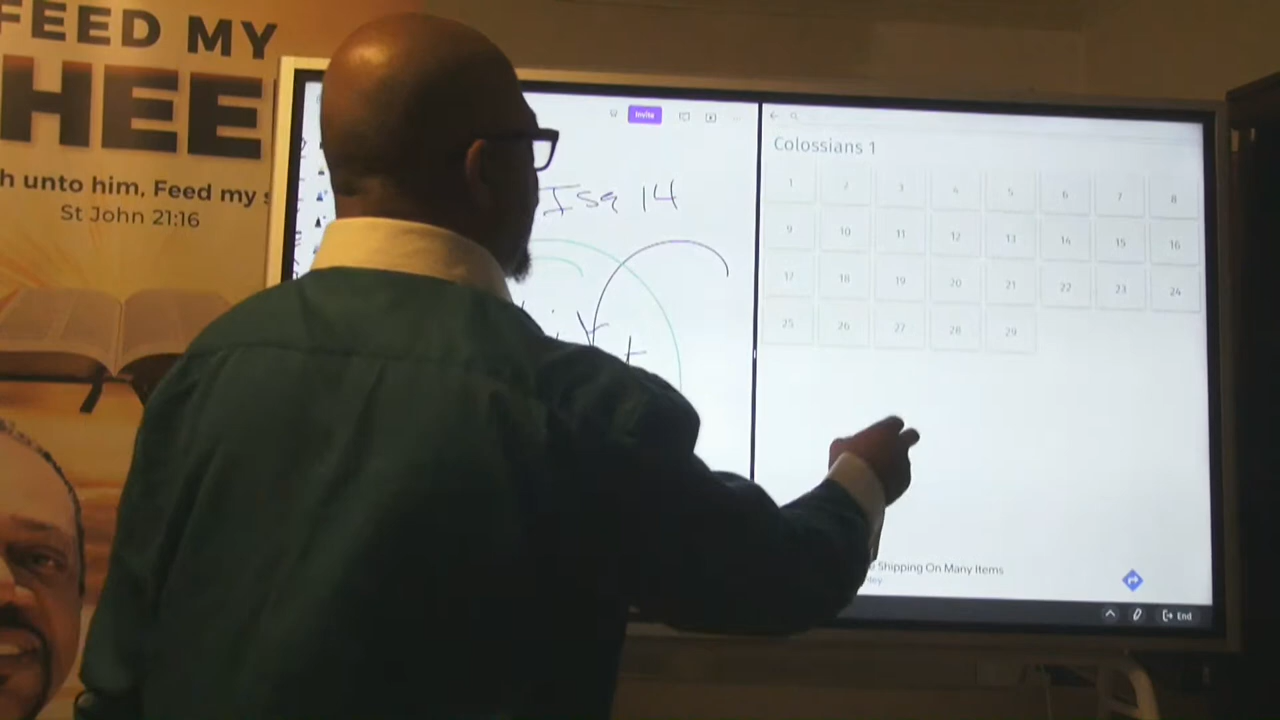 FEED MY
HEE
h unto him, Feed my s
St John 21:16
Invite
Isa 14
Colossians 1
1 2 3 4 5 6 7 8
9 10 11 12 13 14 15 16
17 18 19 20 21 22 23 24
25 26 27 28 29
Shipping On Many Items
End